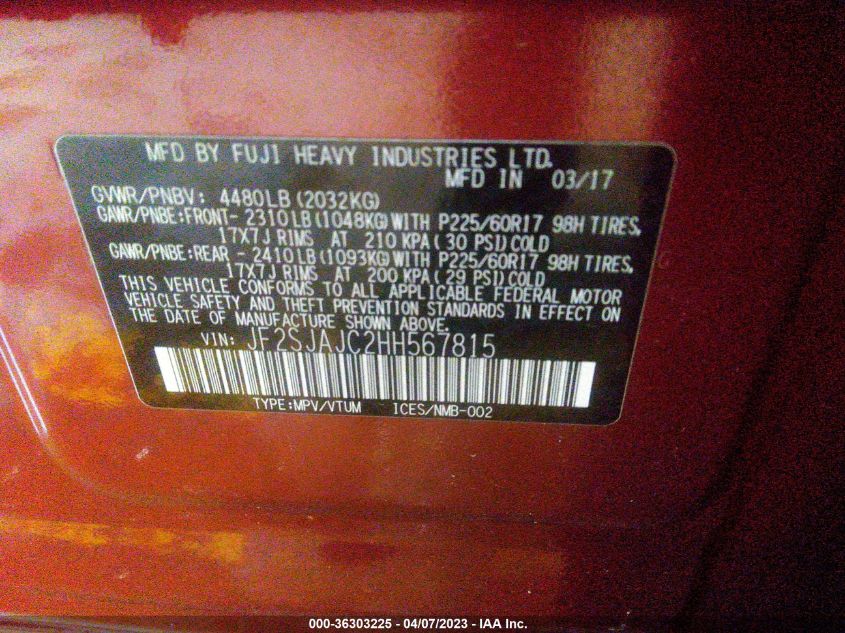 MFD BY FUJI HEAVY INDUSTRIES LTD.
MFD IN 03/17
GVWR/PNBV: 4480LB (2032KG)
GAWR/PNBE:FRONT- 2310LB(1048KG)WITH P225/60R17 98H TIRES,
17X7J RIMS AT 210 KPA( 30 PSI)COLD
GAWR/PNBE:REAR - 2410LB(1093KG)WITH P225/60R17 98H TIRES,
17X7J RIMS AT 200 KPA( 29 PSI)COLD
THIS VEHICLE CONFORMS TO ALL APPLICABLE FEDERAL MOTOR
VEHICLE SAFETY AND THEFT PREVENTION STANDARDS IN EFFECT ON
THE DATE OF MANUFACTURE SHOWN ABOVE.
VIN: JF2SJAJC2HH567815
TYPE:MPV/VTUM ICES/NMB-002
000-36303225 - 04/07/2023 - IAA Inc.